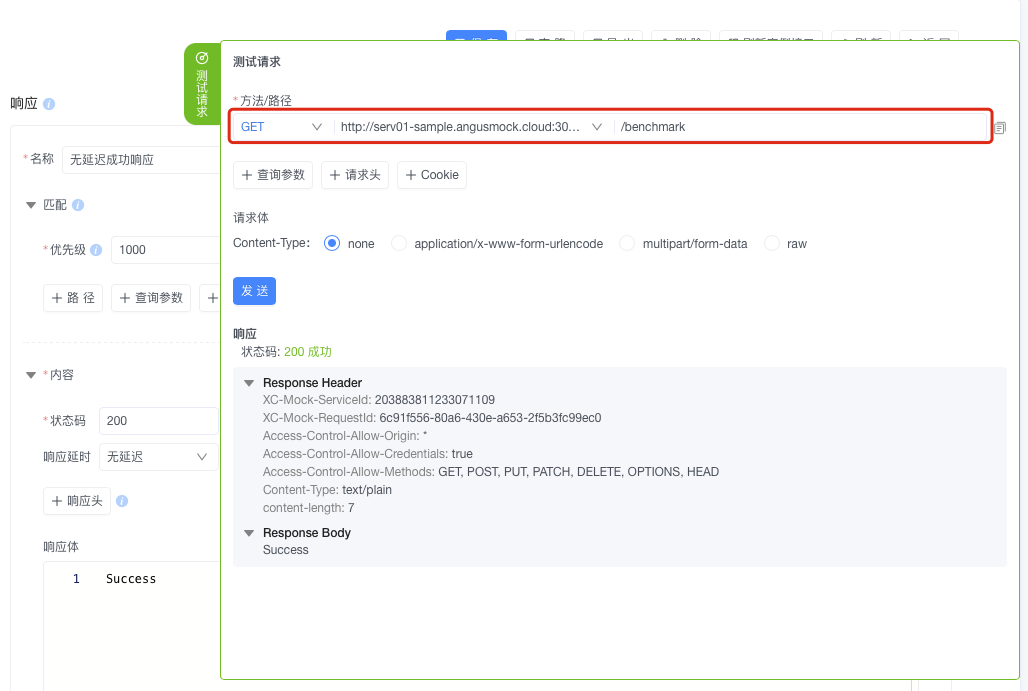 测试请求
测试请求
* 方法/路径
GET http://serv01-sample.angusmock.cloud:30... /benchmark
+ 查询参数 + 请求头 + Cookie
请求体
Content-Type: none application/x-www-form-urlencode multipart/form-data raw
发 送
响应
状态码: 200 成功
Response Header
XC-Mock-ServiceId: 203883811233071109
XC-Mock-RequestId: 6c91f556-80a6-430e-a653-2f5b3fc99ec0
Access-Control-Allow-Origin: *
Access-Control-Allow-Credentials: true
Access-Control-Allow-Methods: GET, POST, PUT, PATCH, DELETE, OPTIONS, HEAD
Content-Type: text/plain
content-length: 7
Response Body
Success
响应
* 名称 无延迟成功响应
匹配
* 优先级 1000
+ 路 径 + 查询参数 +
* 内容
* 状态码 200
响应延时 无延迟
+ 响应头
响应体
1 Success